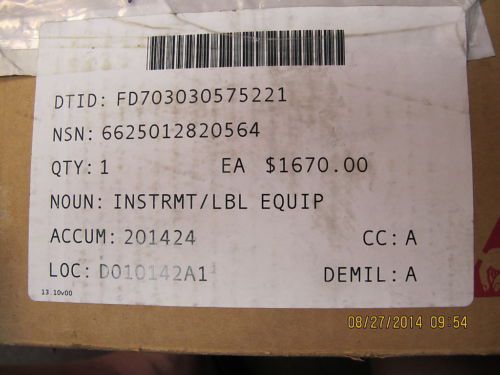 DTID: FD703030575221
NSN: 6625012820564
QTY: 1 EA $1670.00
NOUN: INSTRMT/LBL EQUIP
ACCUM: 201424 CC: A
LOC: D010142A1 DEMIL: A
13.10v00
08/27/2014 09:54